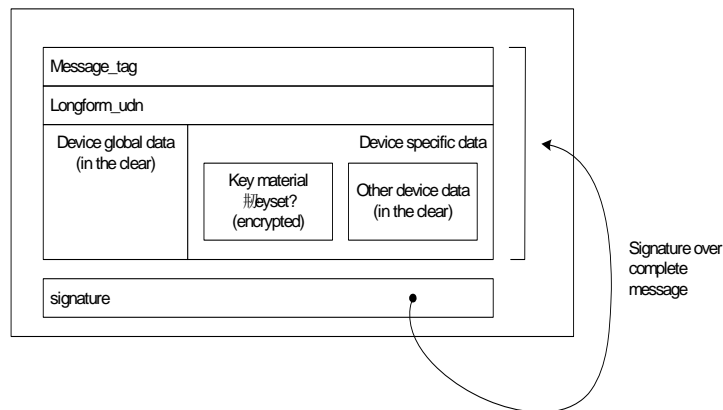 Message_tag
Longform_udn
Device global data
(in the clear)
Device specific data
Key material
(encrypted)
Other device data
(in the clear)
signature
Signature over
complete
message